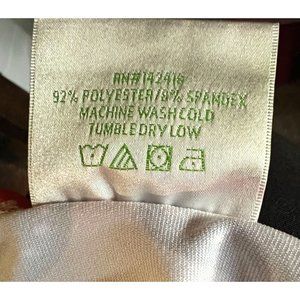 RN#142416
92% POLYESTER/8% SPANDEX
MACHINE WASH COLD
TUMBLE DRY LOW